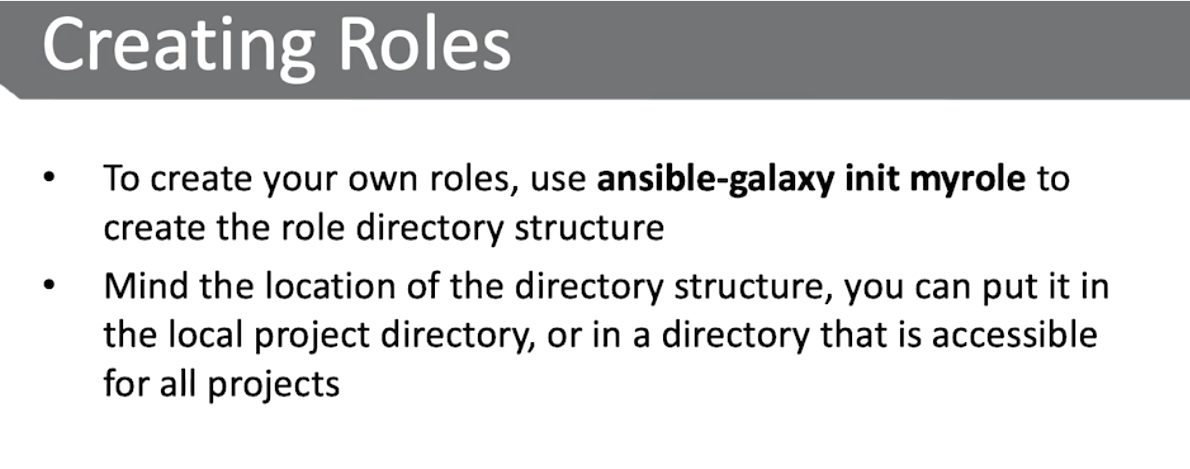 Creating Roles
• To create your own roles, use ansible-galaxy init myrole to
create the role directory structure
• Mind the location of the directory structure, you can put it in
the local project directory, or in a directory that is accessible
for all projects